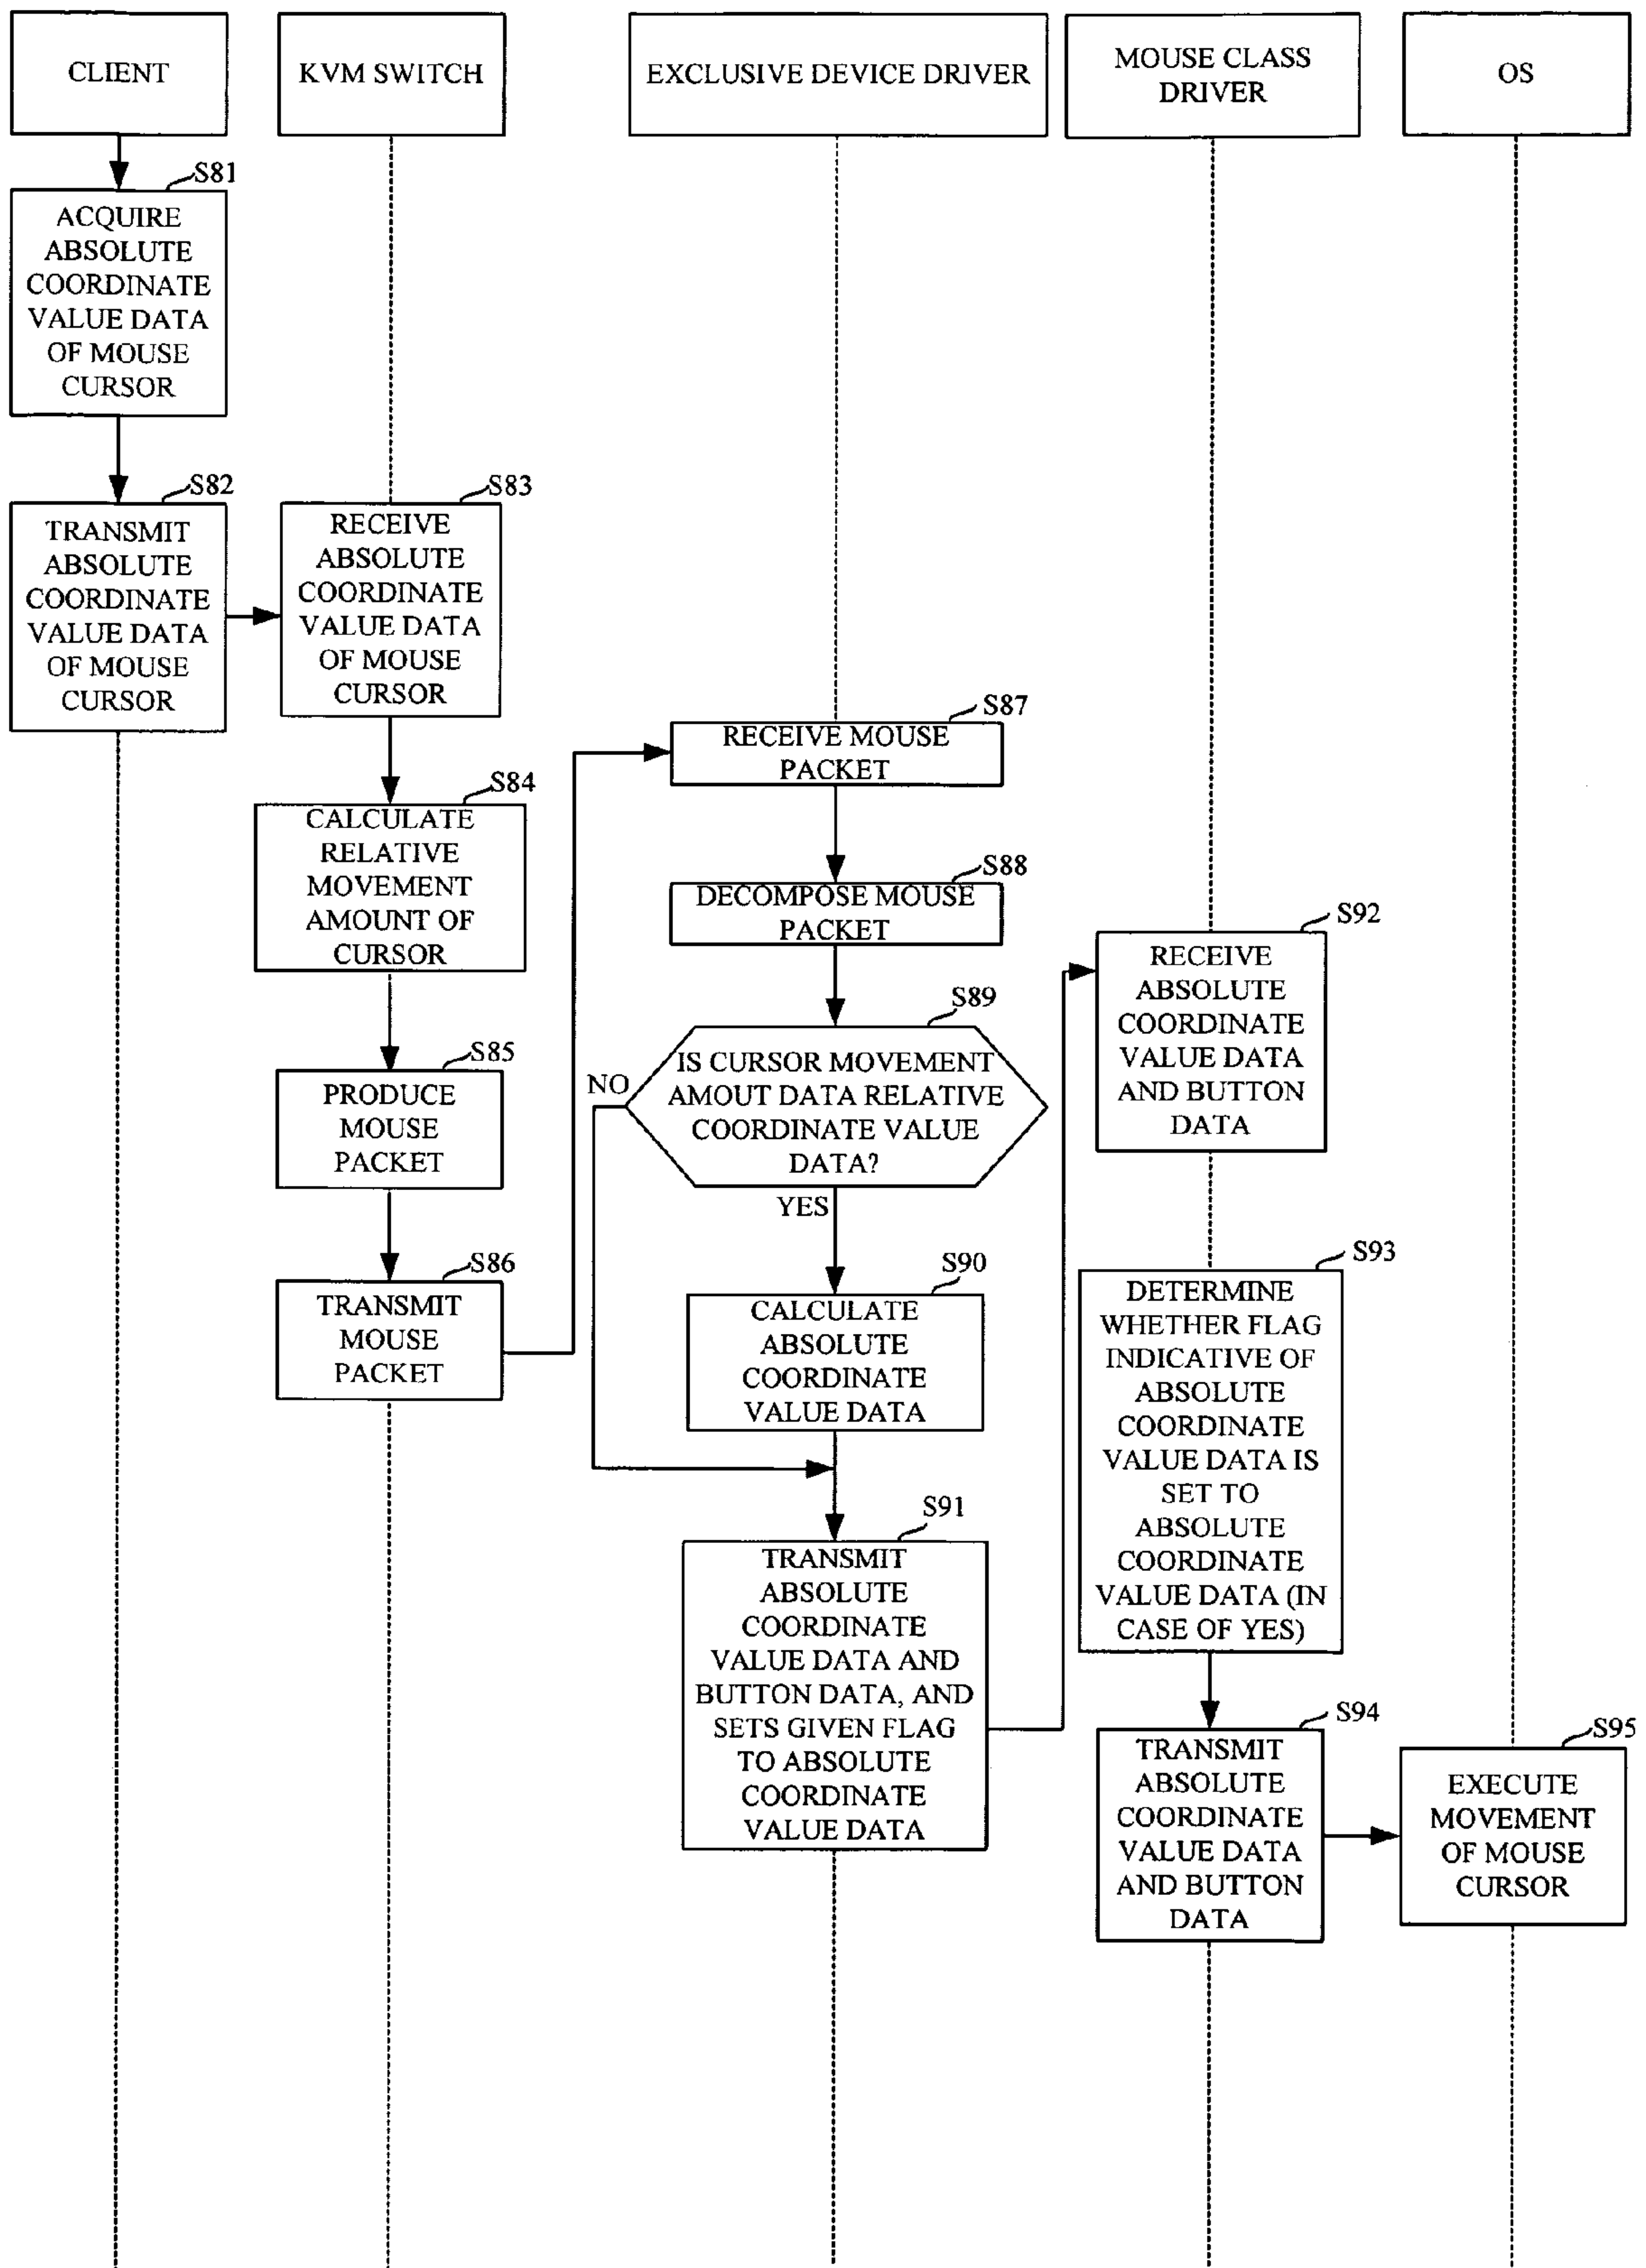 CLIENT
KVM SWITCH
EXCLUSIVE DEVICE DRIVER
MOUSE CLASS
DRIVER
OS
S81
ACQUIRE
ABSOLUTE
COORDINATE
VALUE DATA
OF MOUSE
CURSOR
S82
TRANSMIT
ABSOLUTE
COORDINATE
VALUE DATA
OF MOUSE
CURSOR
S83
RECEIVE
ABSOLUTE
COORDINATE
VALUE DATA
OF MOUSE
CURSOR
S84
CALCULATE
RELATIVE
MOVEMENT
AMOUNT OF
CURSOR
S85
PRODUCE
MOUSE
PACKET
S86
TRANSMIT
MOUSE
PACKET
S87
RECEIVE MOUSE
PACKET
S88
DECOMPOSE MOUSE
PACKET
S89
IS CURSOR MOVEMENT
AMOUT DATA RELATIVE
COORDINATE VALUE
DATA?
NO
YES
S90
CALCULATE
ABSOLUTE
COORDINATE
VALUE DATA
S91
TRANSMIT
ABSOLUTE
COORDINATE
VALUE DATA AND
BUTTON DATA, AND
SETS GIVEN FLAG
TO ABSOLUTE
COORDINATE
VALUE DATA
S92
RECEIVE
ABSOLUTE
COORDINATE
VALUE DATA
AND BUTTON
DATA
S93
DETERMINE
WHETHER FLAG
INDICATIVE OF
ABSOLUTE
COORDINATE
VALUE DATA IS
SET TO
ABSOLUTE
COORDINATE
VALUE DATA (IN
CASE OF YES)
S94
TRANSMIT
ABSOLUTE
COORDINATE
VALUE DATA
AND BUTTON
DATA
S95
EXECUTE
MOVEMENT
OF MOUSE
CURSOR